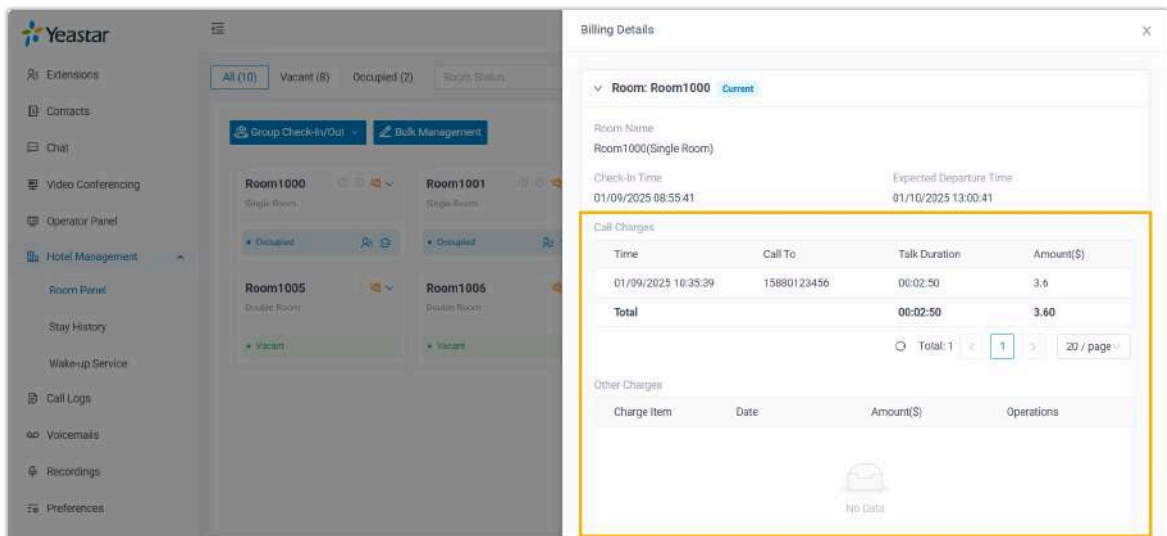 Yeastar
Extensions
Contacts
Chat
Video Conferencing
Operator Panel
Hotel Management
Room Panel
Stay History
Wake-up Service
Call Logs
Voicemails
Recordings
Preferences
All (10) Vacant (8) Occupied (2) Room Status
Group Check-In/Out Bulk Management
Room1000 Room1001
Single Room Single Room
Occupied Occupied
Room1005 Room1006
Double Room Double Room
Vacant Vacant
Billing Details X
Room: Room1000 Current
Room Name
Room1000(Single Room)
Check-In Time Expected Departure Time
01/09/2025 08:55:41 01/10/2025 13:00:41
Call Charges
Time Call To Talk Duration Amount($)
01/09/2025 10:35:39 15880123456 00:02:50 3.6
Total 00:02:50 3.60
Total: 1 < 1 > 20 / page
Other Charges
Charge Item Date Amount($) Operations
No Data